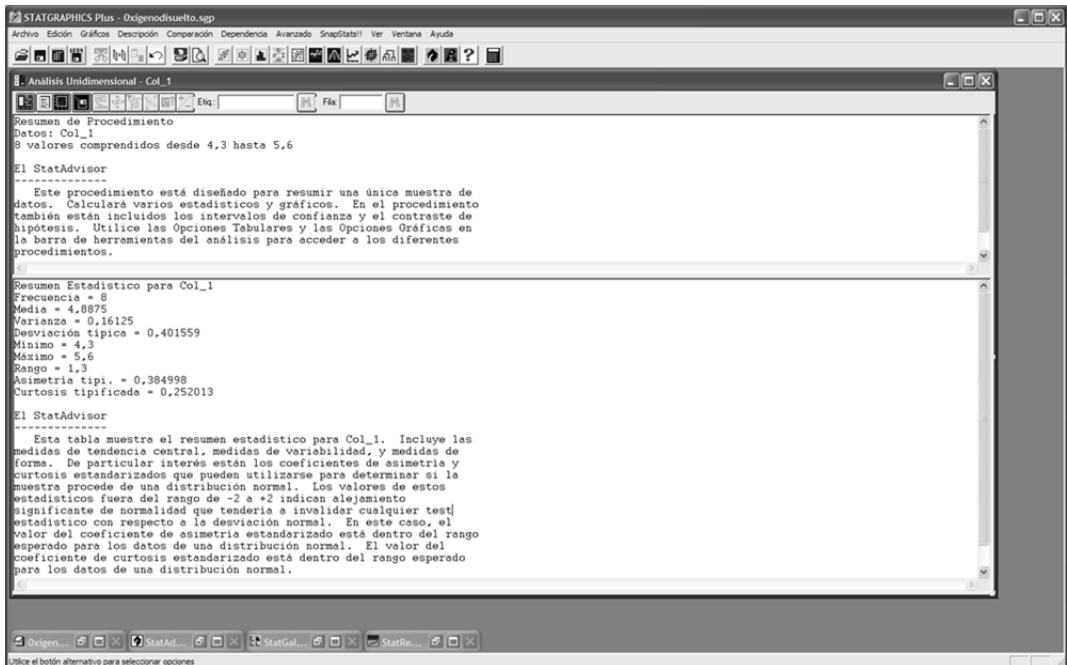 STATGRAPHICS Plus - Oxigenodisuelto.sgp
Archivo Edición Gráficos Descripción Comparación Dependencia Avanzado SnapStats!! Ver Ventana Ayuda
Análisis Unidimensional - Col_1
Etiq.: Fila:
Resumen de Procedimiento
Datos: Col_1
8 valores comprendidos desde 4,3 hasta 5,6
El StatAdvisor
--------------
Este procedimiento está diseñado para resumir una única muestra de
datos. Calculará varios estadísticos y gráficos. En el procedimiento
también están incluidos los intervalos de confianza y el contraste de
hipótesis. Utilice las Opciones Tabulares y las Opciones Gráficas en
la barra de herramientas del análisis para acceder a los diferentes
procedimientos.
Resumen Estadístico para Col_1
Frecuencia = 8
Media = 4,8875
Varianza = 0,16125
Desviación típica = 0,401559
Mínimo = 4,3
Máximo = 5,6
Rango = 1,3
Asimetría tipi. = 0,384998
Curtosis tipificada = 0,252013
El StatAdvisor
--------------
Esta tabla muestra el resumen estadístico para Col_1. Incluye las
medidas de tendencia central, medidas de variabilidad, y medidas de
forma. De particular interés están los coeficientes de asimetría y
curtosis estandarizados que pueden utilizarse para determinar si la
muestra procede de una distribución normal. Los valores de estos
estadísticos fuera del rango de -2 a +2 indican alejamiento
significante de normalidad que tendería a invalidar cualquier test
estadístico con respecto a la desviación normal. En este caso, el
valor del coeficiente de asimetría estandarizado está dentro del rango
esperado para los datos de una distribución normal. El valor del
coeficiente de curtosis estandarizado está dentro del rango esperado
para los datos de una distribución normal.
Oxigen... StatAd... StatGal... StatRe...
Utilice el botón alternativo para seleccionar opciones